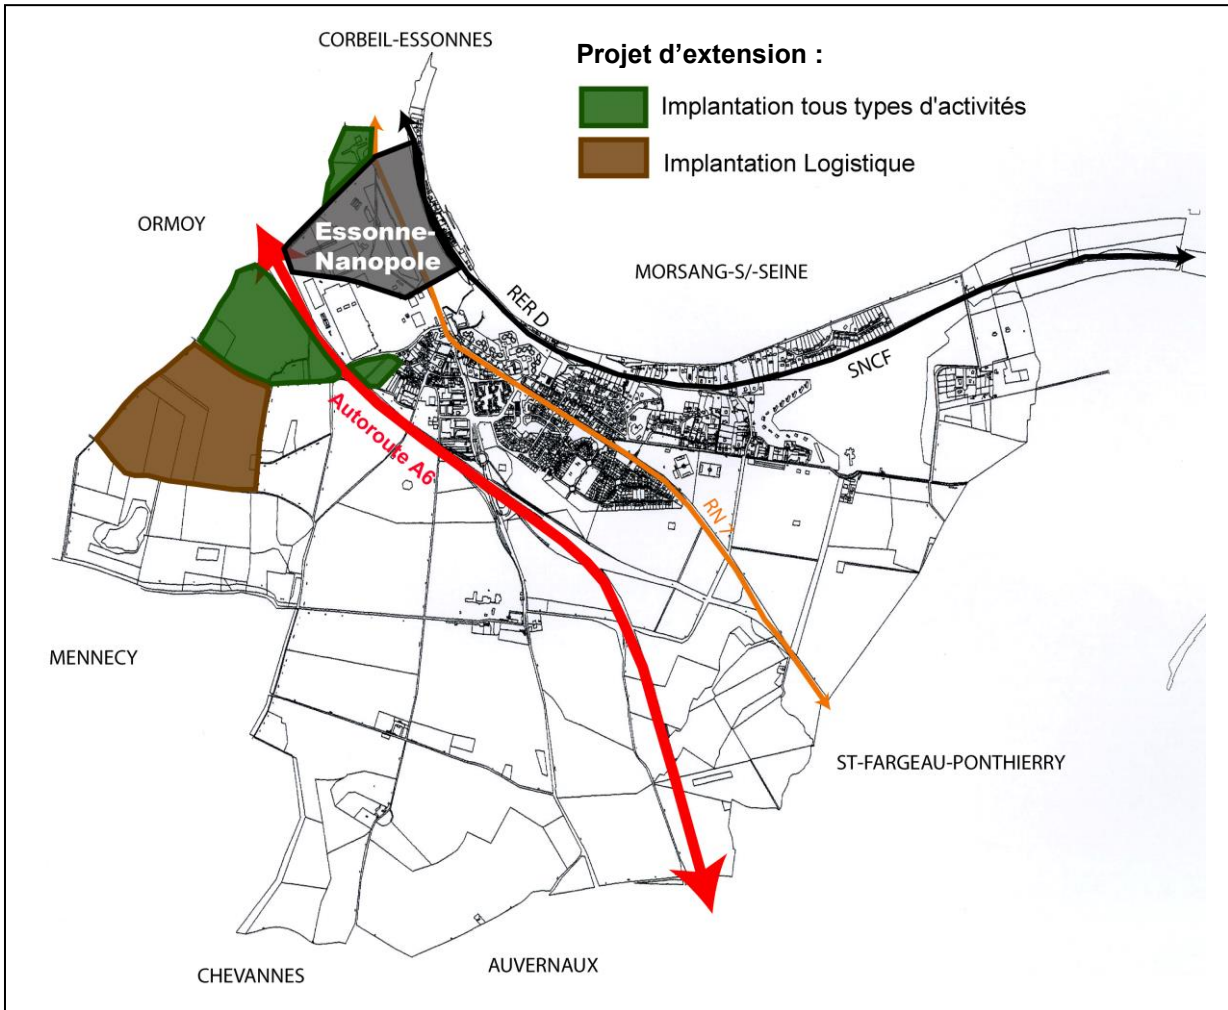 CORBEIL-ESSONNES
Projet d'extension :
Implantation tous types d'activités
Implantation Logistique
ORMOY
Essonne-
Nanopole
MORSANG-S/-SEINE
RER D
SNCF
Autoroute A6
RN 7
MENNECY
ST-FARGEAU-PONTHIERRY
AUVERNAUX
CHEVANNES